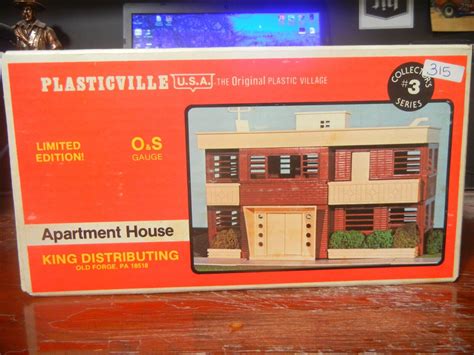 PLASTICVILLE U.S.A. - THE Original PLASTIC VILLAGE
COLLECTOR'S
#3
SERIES
315
LIMITED
EDITION!
O&S
GAUGE
Apartment House
KING DISTRIBUTING
OLD FORGE, PA 18518